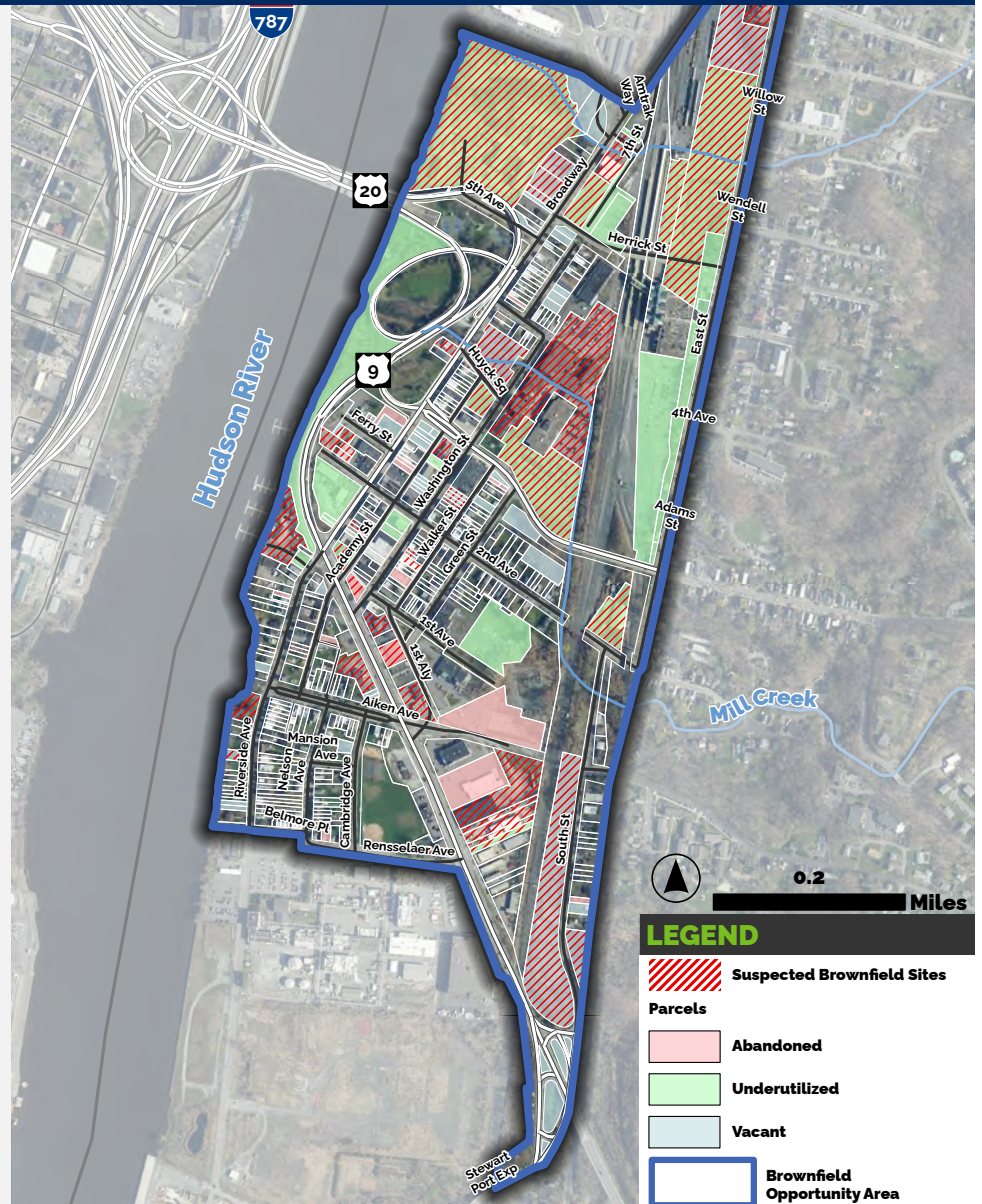 787
Amtrak
Way
Willow
St
7th St
20
5th Ave
Broadway
Wendell
St
Herrick St
East St
Hudson River
9
Huyck Sq
4th Ave
Ferry St
Washington St
Adams
St
Academy St
Walker St
Green St
2nd Ave
1st Ave
1st Aly
Mill Creek
Aiken Ave
Riverside Ave
Nelson
Ave
Mansion
Ave
Cambridge Ave
Belmore Pl
Rensselaer Ave
South St
0.2
Miles
LEGEND
Suspected Brownfield Sites
Parcels
Abandoned
Underutilized
Vacant
Brownfield
Opportunity Area
Stewart
Port Exp